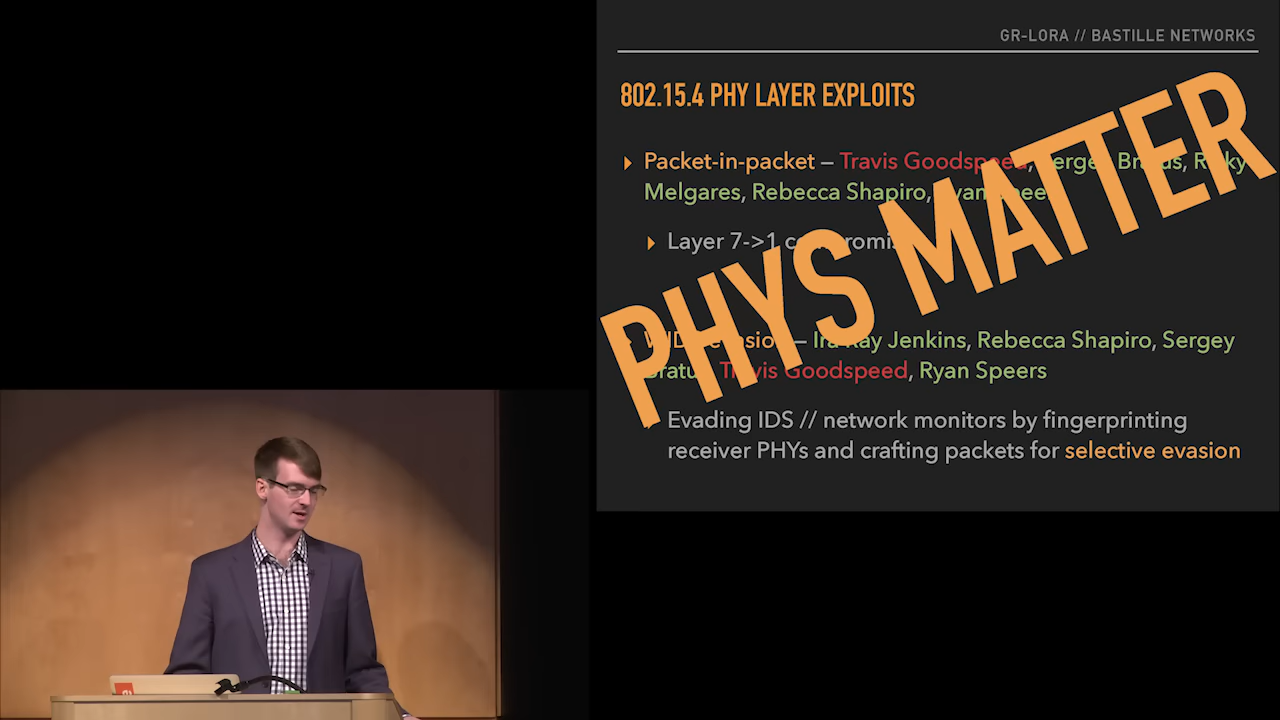 GR-LORA // BASTILLE NETWORKS
802.15.4 PHY LAYER EXPLOITS
Packet-in-packet – Travis Goodspeed,
Melgares, Rebecca Shapiro,
Layer 7->1
PHYS MATTER
– Ira Ray Jenkins, Rebecca Shapiro, Sergey
Travis Goodspeed, Ryan Speers
Evading IDS // network monitors by fingerprinting
receiver PHYs and crafting packets for selective evasion